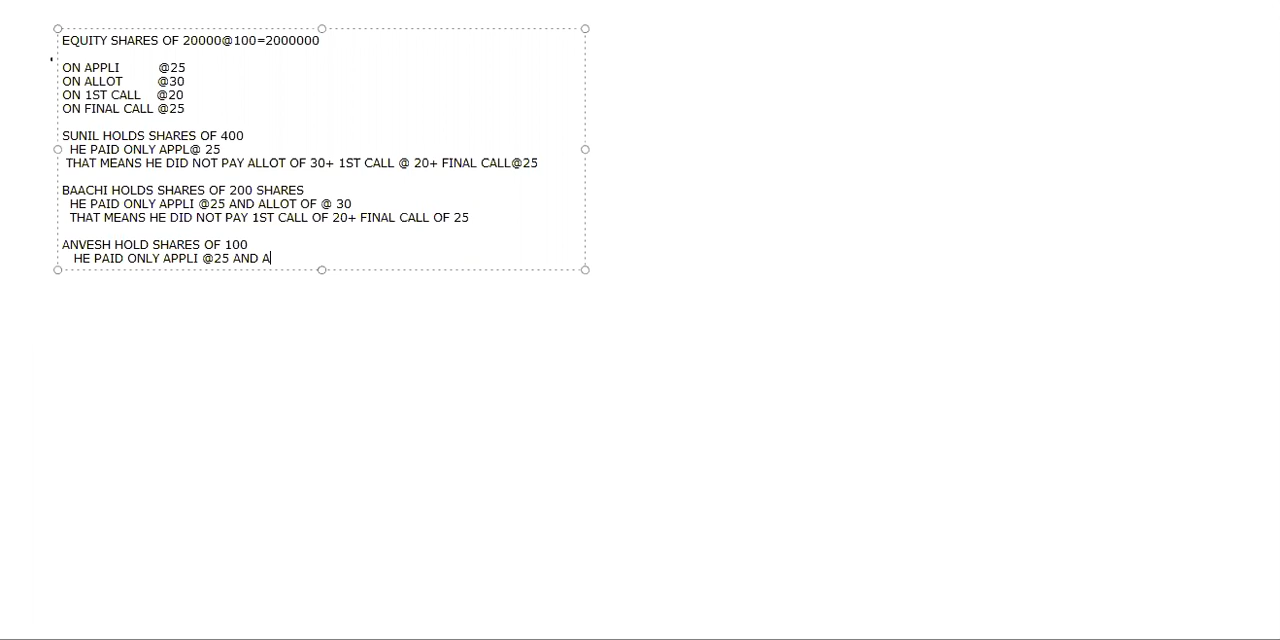 EQUITY SHARES OF 20000@100=2000000
ON APPLI @25
ON ALLOT @30
ON 1ST CALL @20
ON FINAL CALL @25
SUNIL HOLDS SHARES OF 400
HE PAID ONLY APPL@ 25
THAT MEANS HE DID NOT PAY ALLOT OF 30+ 1ST CALL @ 20+ FINAL CALL@25
BAACHI HOLDS SHARES OF 200 SHARES
HE PAID ONLY APPLI @25 AND ALLOT OF @ 30
THAT MEANS HE DID NOT PAY 1ST CALL OF 20+ FINAL CALL OF 25
ANVESH HOLD SHARES OF 100
HE PAID ONLY APPLI @25 AND A